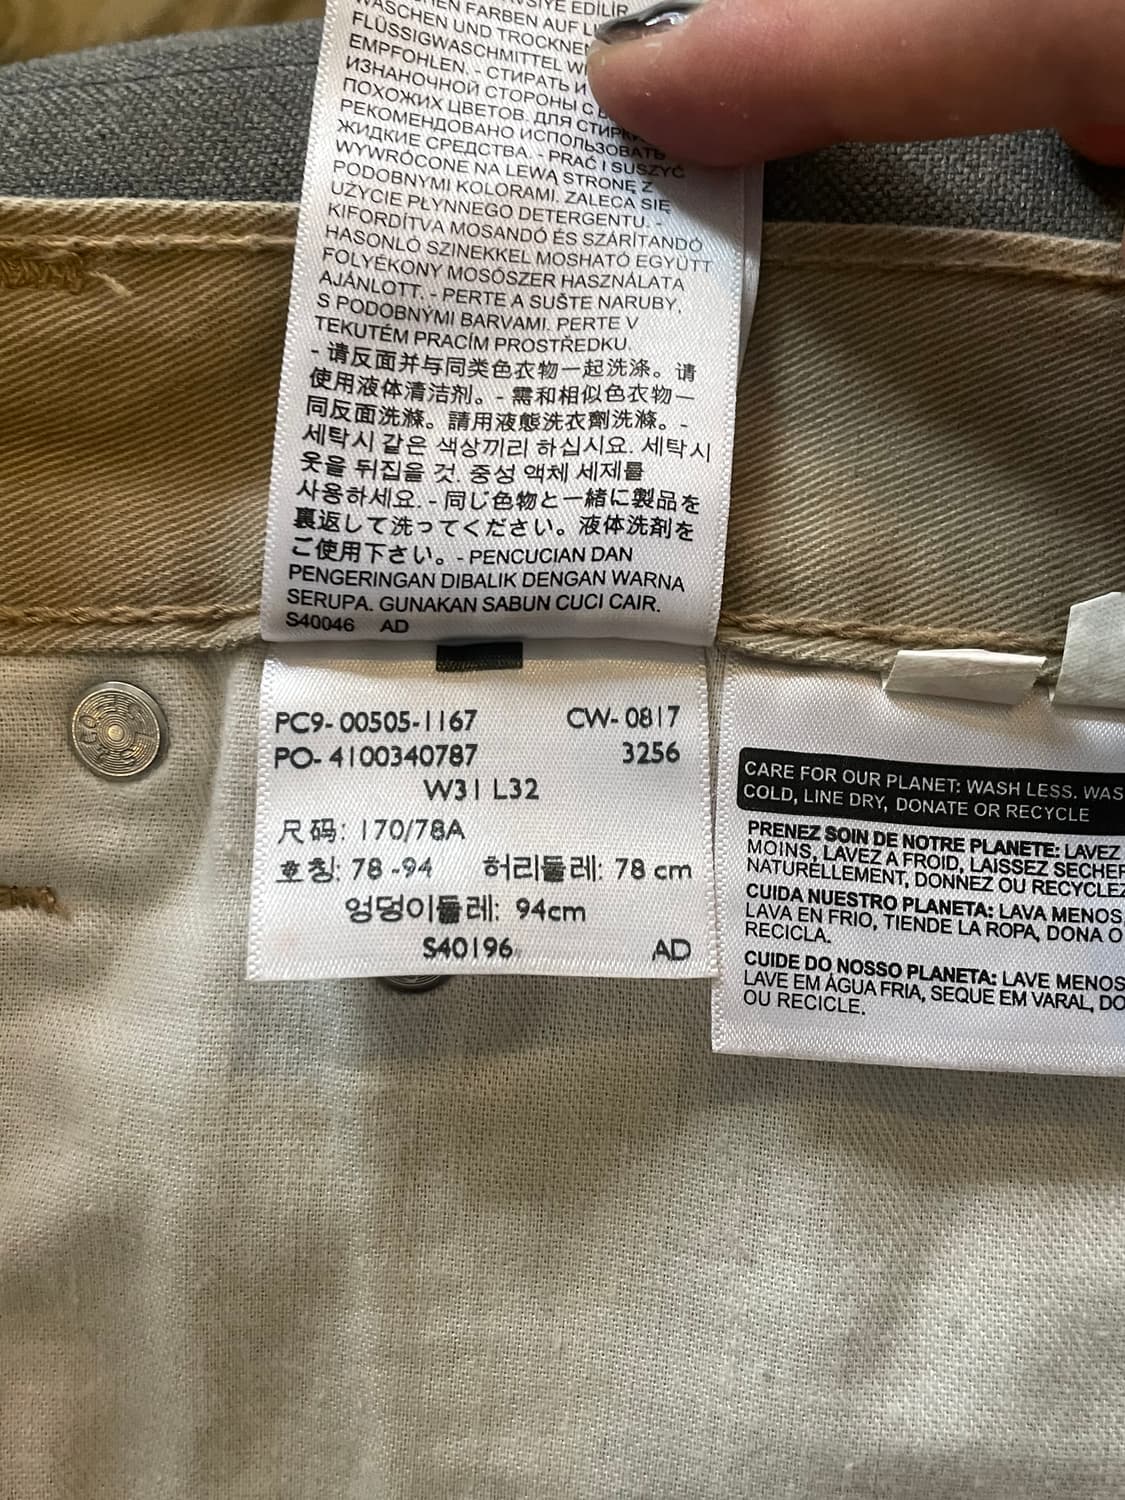 EDİLİR
FARBEN AUF
WASCHEN UND TROCKNEN
FLÜSSIGWASCHMITTEL
EMPFOHLEN. - СТИРАТЬ И
ИЗНАНОЧНОЙ СТОРОНЫ С
ПОХОЖИХ ЦВЕТОВ. ДЛЯ СТИРКИ
РЕКОМЕНДОВАНО ИСПОЛЬЗОВАТЬ
ЖИДКИЕ СРЕДСТВА. - PRAĆ I SUSZYĆ
WYWRÓCONE NA LEWĄ STRONĘ Z
PODOBNYMI KOLORAMI. ZALECA SIĘ
UŻYCIE PŁYNNEGO DETERGENTU. -
KIFORDÍTVA MOSANDÓ ÉS SZÁRÍTANDÓ
HASONLÓ SZINEKKEL MOSHATÓ EGYÜTT
FOLYÉKONY MOSÓSZER HASZNÁLATA
AJÁNLOTT. - PERTE A SUŠTE NARUBY,
S PODOBNÝMI BARVAMI. PERTE V
TEKUTÉM PRACÍM PROSTŘEDKU.
- 请反面并与同类色衣物一起洗涤。请
使用液体清洁剂。- 需和相似色衣物一
同反面洗滌。請用液態洗衣劑洗滌。-
세탁시 같은 색상끼리 하십시요. 세탁시
옷을 뒤집을 것. 중성 액체 세제를
사용하세요. - 同じ色物と一緒に製品を
裏返して洗ってください。液体洗剤を
ご使用下さい。- PENCUCIAN DAN
PENGERINGAN DIBALIK DENGAN WARNA
SERUPA. GUNAKAN SABUN CUCI CAIR.
S40046 AD
PC9-00505-1167 CW-0817
PO-4100340787 3256
W31 L32
尺码: 170/78A
호칭: 78-94 허리둘레: 78 cm
엉덩이둘레: 94cm
S40196 AD
CARE FOR OUR PLANET: WASH LESS. WAS
COLD, LINE DRY, DONATE OR RECYCLE
PRENEZ SOIN DE NOTRE PLANETE: LAVEZ
MOINS, LAVEZ A FROID, LAISSEZ SECHER
NATURELLEMENT, DONNEZ OU RECYCLEZ
CUIDA NUESTRO PLANETA: LAVA MENOS,
LAVA EN FRIO, TIENDE LA ROPA, DONA O
RECICLA.
CUIDE DO NOSSO PLANETA: LAVE MENOS
LAVE EM ÁGUA FRIA, SEQUE EM VARAL, DO
OU RECICLE.